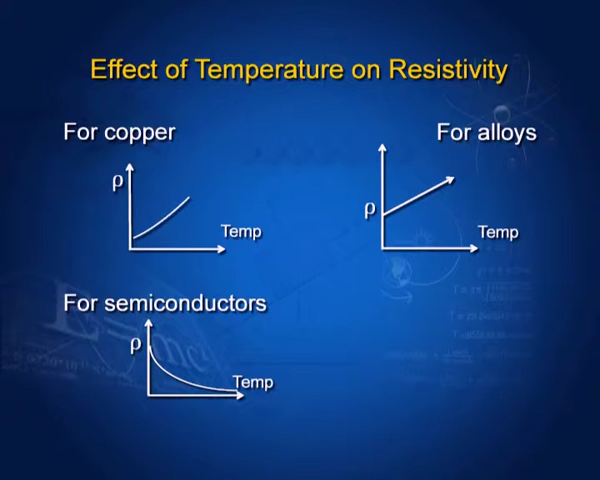 Effect of Temperature on Resistivity
For copper
ρ
Temp
For alloys
ρ
Temp
For semiconductors
ρ
Temp